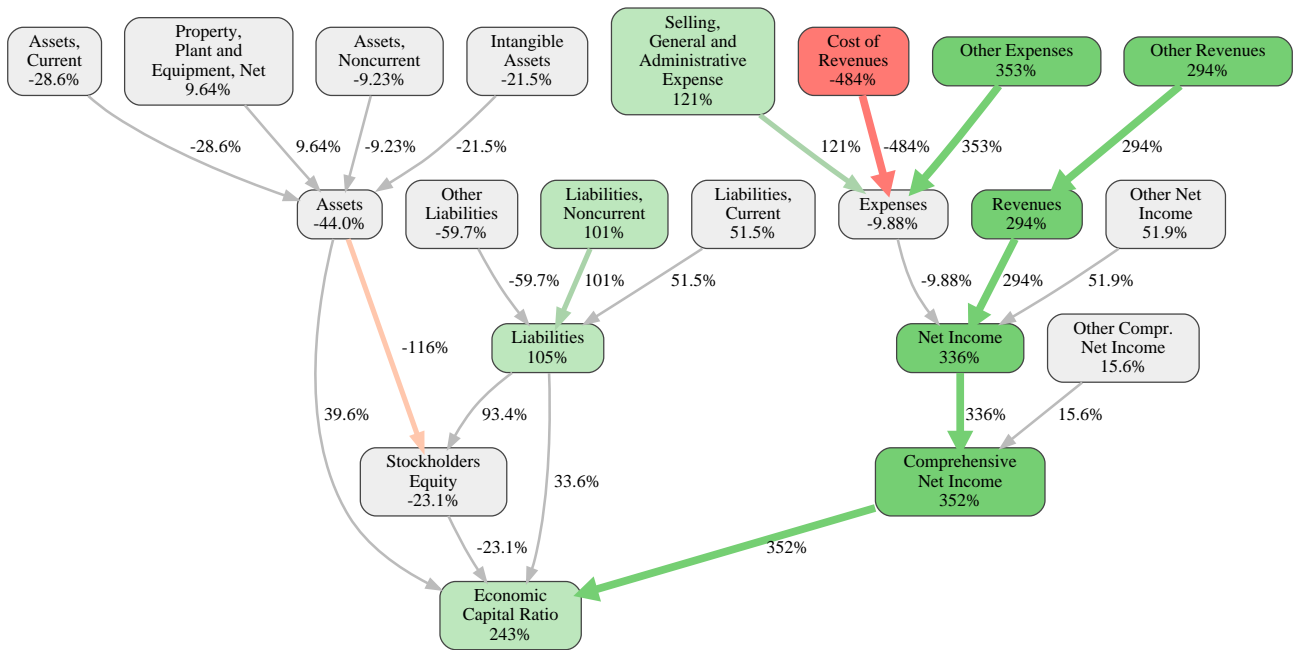 Assets,
Current
-28.6%
Property,
Plant and
Equipment, Net
9.64%
Assets,
Noncurrent
-9.23%
Intangible
Assets
-21.5%
Selling,
General and
Administrative
Expense
121%
Cost of
Revenues
-484%
Other Expenses
353%
Other Revenues
294%
-28.6%
9.64%
-9.23%
-21.5%
121%
-484%
353%
294%
Assets
-44.0%
Other
Liabilities
-59.7%
Liabilities,
Noncurrent
101%
Liabilities,
Current
51.5%
Expenses
-9.88%
Revenues
294%
Other Net
Income
51.9%
-59.7%
101%
51.5%
-9.88%
294%
51.9%
-116%
Liabilities
105%
Net Income
336%
Other Compr.
Net Income
15.6%
39.6%
93.4%
336%
15.6%
Stockholders
Equity
-23.1%
33.6%
Comprehensive
Net Income
352%
-23.1%
352%
Economic
Capital Ratio
243%